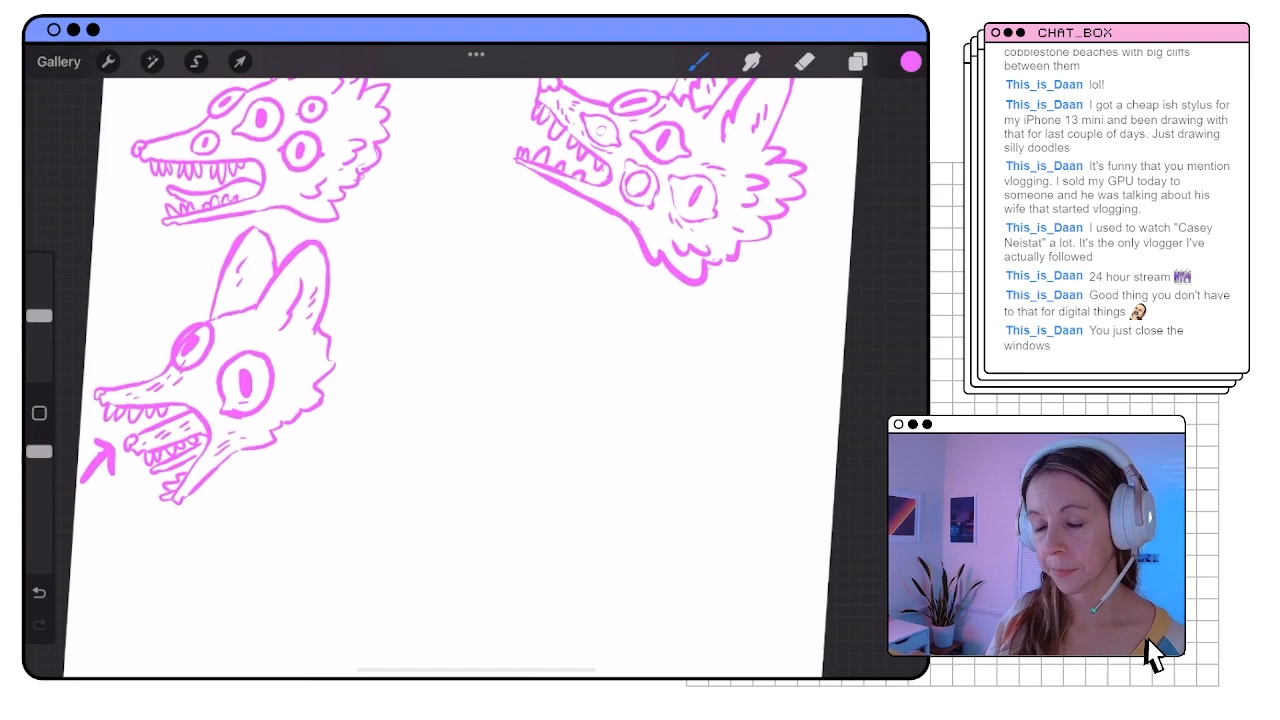 Gallery
CHAT_BOX
cobblestone beaches with big cliffs
between them
This_is_Daan lol!
This_is_Daan I got a cheap ish stylus for
my iPhone 13 mini and been drawing with
that for last couple of days. Just drawing
silly doodles
This_is_Daan It's funny that you mention
vlogging. I sold my GPU today to
someone and he was talking about his
wife that started vlogging.
This_is_Daan I used to watch "Casey
Neistat" a lot. It's the only vlogger I've
actually followed
This_is_Daan 24 hour stream
This_is_Daan Good thing you don't have
to that for digital things
This_is_Daan You just close the
windows